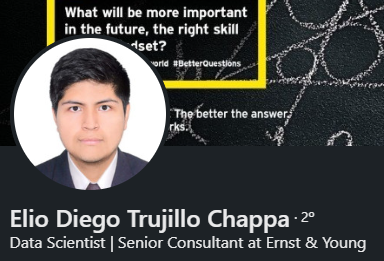 What will be more important
in the future, the right skill
dset?
orld #BetterQuestions
The better the answer.
rks.
Elio Diego Trujillo Chappa · 2º
Data Scientist | Senior Consultant at Ernst & Young